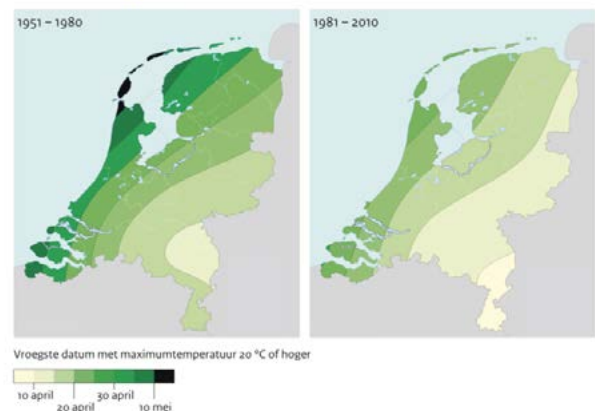 1951 – 1980
1981 – 2010
Vroegste datum met maximumtemperatuur 20 °C of hoger
10 april
30 april
20 april
10 mei